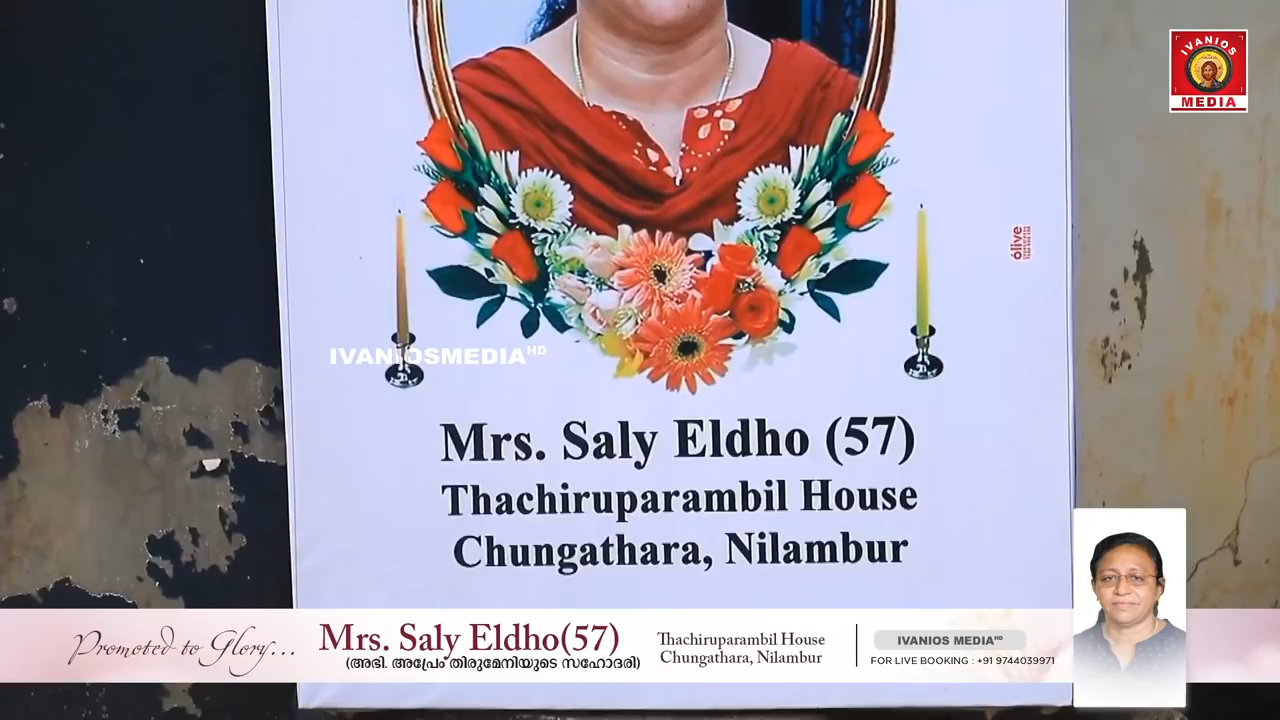 IVANIOS
MEDIA
ólive
IVANIOSMEDIA HD
Mrs. Saly Eldho (57)
Thachiruparambil House
Chungathara, Nilambur
Promoted to Glory...
Mrs. Saly Eldho(57)
(അഭി. അപ്രേം തിരുമേനിയുടെ സഹോദരി)
Thachiruparambil House
Chungathara, Nilambur
IVANIOS MEDIA HD
FOR LIVE BOOKING : +91 9744039971